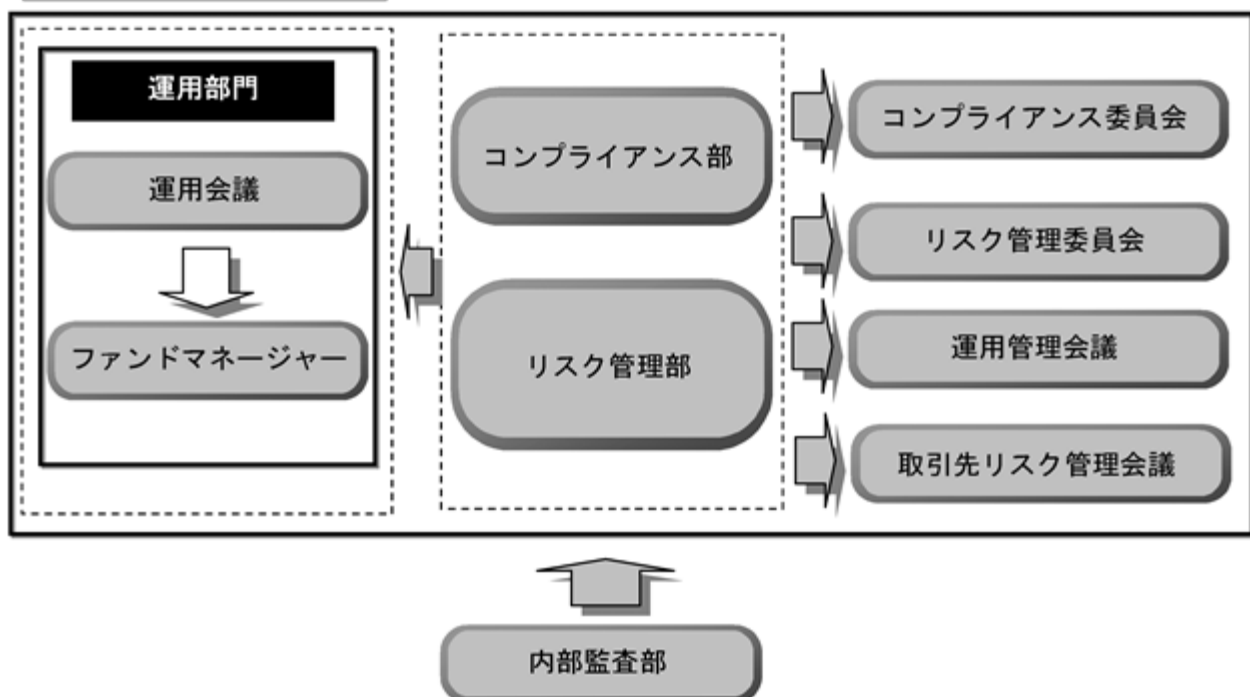 運用部門
運用会議
ファンドマネージャー
コンプライアンス部
リスク管理部
コンプライアンス委員会
リスク管理委員会
運用管理会議
取引先リスク管理会議
内部監査部